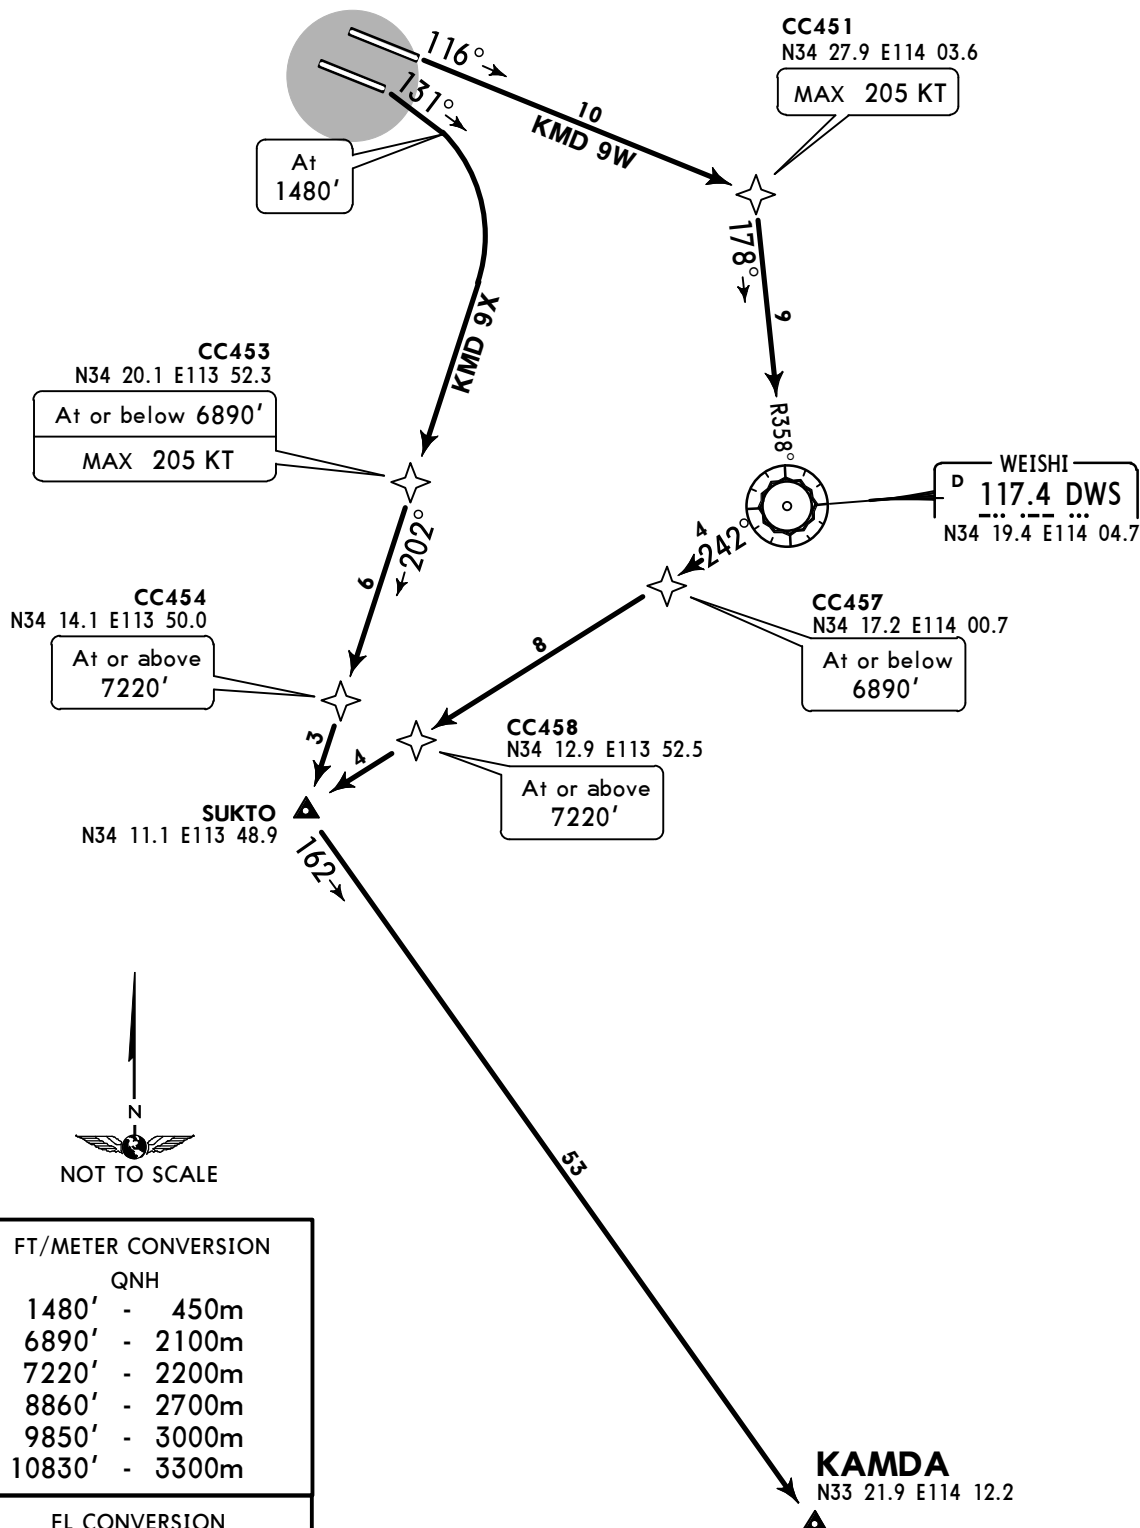 CC451
N34 27.9 E114 03.6
MAX 205 KT
116°
131°
10
KMD 9W
At
1480'
178°
9
KMD 9X
CC453
N34 20.1 E113 52.3
At or below 6890'
MAX 205 KT
R358°
WEISHI
D 117.4 DWS
N34 19.4 E114 04.7
4
242°
202°
6
CC454
N34 14.1 E113 50.0
At or above
7220'
CC457
N34 17.2 E114 00.7
At or below
6890'
8
3
4
CC458
N34 12.9 E113 52.5
At or above
7220'
SUKTO
N34 11.1 E113 48.9
162
N
NOT TO SCALE
53
FT/METER CONVERSION
QNH
1480' - 450m
6890' - 2100m
7220' - 2200m
8860' - 2700m
9850' - 3000m
10830' - 3300m
FL CONVERSION
KAMDA
N33 21.9 E114 12.2